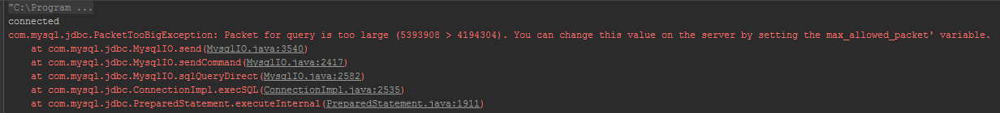 "C:\Program ...
connected
com.mysql.jdbc.PacketTooBigException: Packet for query is too large (5393908 > 4194304). You can change this value on the server by setting the max_allowed_packet' variable.
at com.mysql.jdbc.MysqlIO.send(MysqlIO.java:3540)
at com.mysql.jdbc.MysqlIO.sendCommand(MysqlIO.java:2417)
at com.mysql.jdbc.MysqlIO.sqlQueryDirect(MysqlIO.java:2582)
at com.mysql.jdbc.ConnectionImpl.execSQL(ConnectionImpl.java:2535)
at com.mysql.jdbc.PreparedStatement.executeInternal(PreparedStatement.java:1911)